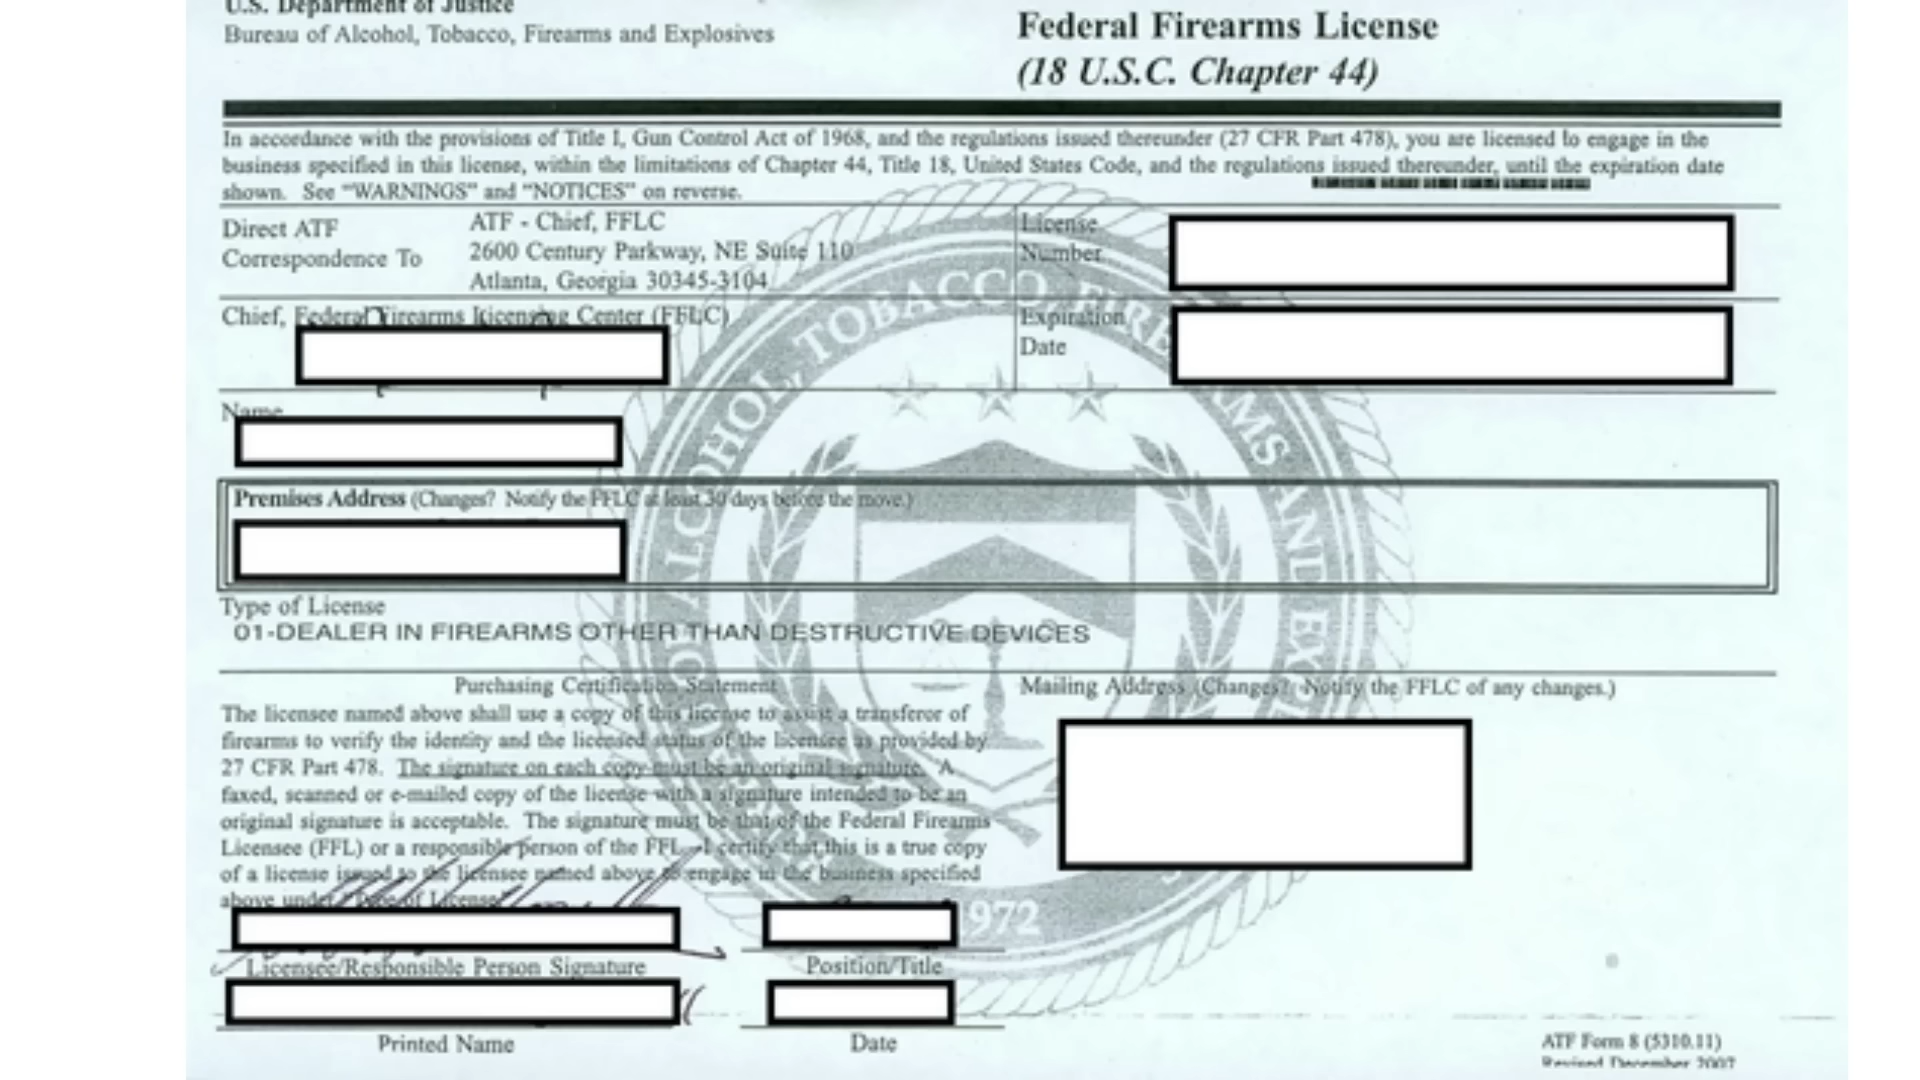 U.S. Department of Justice
Bureau of Alcohol, Tobacco, Firearms and Explosives
Federal Firearms License
(18 U.S.C. Chapter 44)
In accordance with the provisions of Title I, Gun Control Act of 1968, and the regulations issued thereunder (27 CFR Part 478), you are licensed to engage in the
business specified in this license, within the limitations of Chapter 44, Title 18, United States Code, and the regulations issued thereunder, until the expiration date
shown. See “WARNINGS” and “NOTICES” on reverse.
Direct ATF
Correspondence To
ATF - Chief, FFLC
2600 Century Parkway, NE Suite 110
Atlanta, Georgia 30345-3104
License
Number
Chief, Federal Firearms Licensing Center (FFLC)
Expiration
Date
Name
Premises Address (Changes? Notify the FFLC at least 30 days before the move.)
Type of License
01-DEALER IN FIREARMS OTHER THAN DESTRUCTIVE DEVICES
Purchasing Certification Statement
The licensee named above shall use a copy of this license to assist a transferor of
firearms to verify the identity and the licensed status of the licensee as provided by
27 CFR Part 478. The signature on each copy must be an original signature. A
faxed, scanned or e-mailed copy of the license with a signature intended to be an
original signature is acceptable. The signature must be that of the Federal Firearms
Licensee (FFL) or a responsible person of the FFL. I certify that this is a true copy
of a license issued to the licensee named above to engage in the business specified
above under Type of License
Mailing Address (Changes? Notify the FFLC of any changes.)
Licensee/Responsible Person Signature
Position/Title
Printed Name
Date
ATF Form 8 (5310.11)
Revised December 2007
ALCOHOL, TOBACCO, FIREARMS AND
972